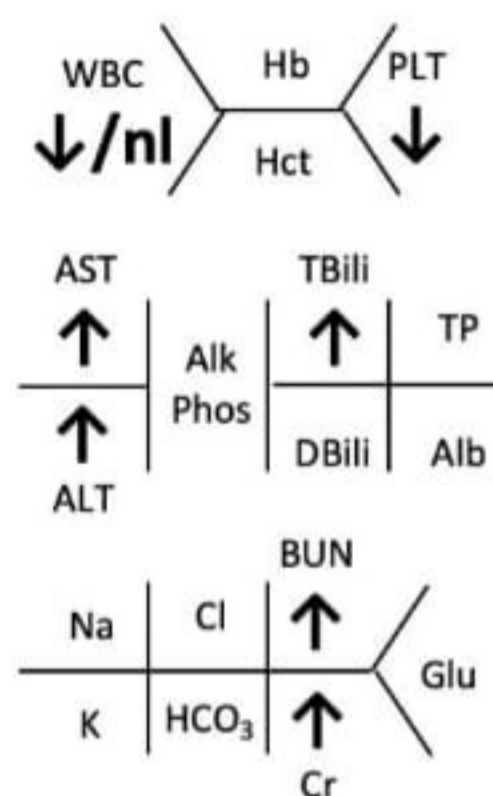 WBC Hb PLT
↓/nl Hct ↓
AST TBili
↑ ↑ TP
Alk
Phos
↑ DBili Alb
ALT
BUN
Na Cl ↑
Glu
K HCO₃ ↑
Cr